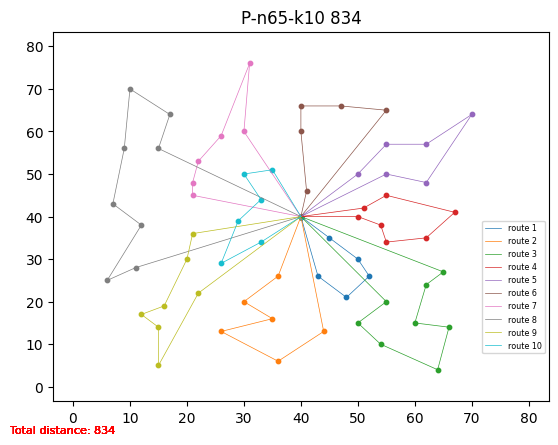 P-n65-k10 834
80
70
60
50
40
30
20
10
0
0 10 20 30 40 50 60 70 80
route 1
route 2
route 3
route 4
route 5
route 6
route 7
route 8
route 9
route 10
Total distance: 834